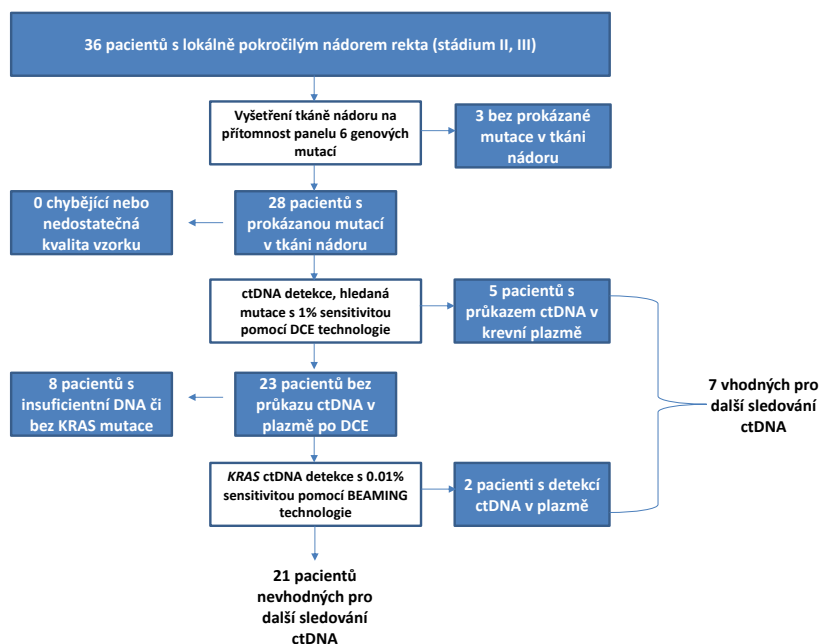 36 pacientů s lokálně pokročilým nádorem rekta (stádium II, III)
Vyšetření tkáně nádoru na
přítomnost panelu 6 genových
mutací
3 bez prokázané
mutace v tkáni
nádoru
0 chybějící nebo
nedostatečná
kvalita vzorku
28 pacientů s
prokázanou mutací
v tkáni nádoru
ctDNA detekce, hledaná
mutace s 1% sensitivitou
pomocí DCE technologie
5 pacientů s
průkazem ctDNA v
krevní plazmě
8 pacientů s
insuficientní DNA či
bez KRAS mutace
23 pacientů bez
průkazu ctDNA v
plazmě po DCE
7 vhodných pro
další sledování
ctDNA
KRAS ctDNA detekce s 0.01%
sensitivitou pomocí BEAMING
technologie
2 pacienti s detekcí
ctDNA v plazmě
21 pacientů
nevhodných pro
další sledování
ctDNA